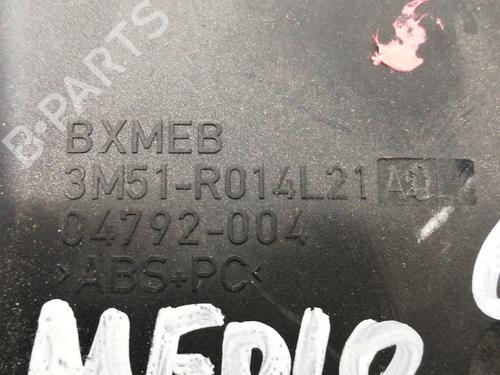 B-PARTS
BXMEB
3M51-R014L21
04792-004
>ABS+PC<
MEDIO